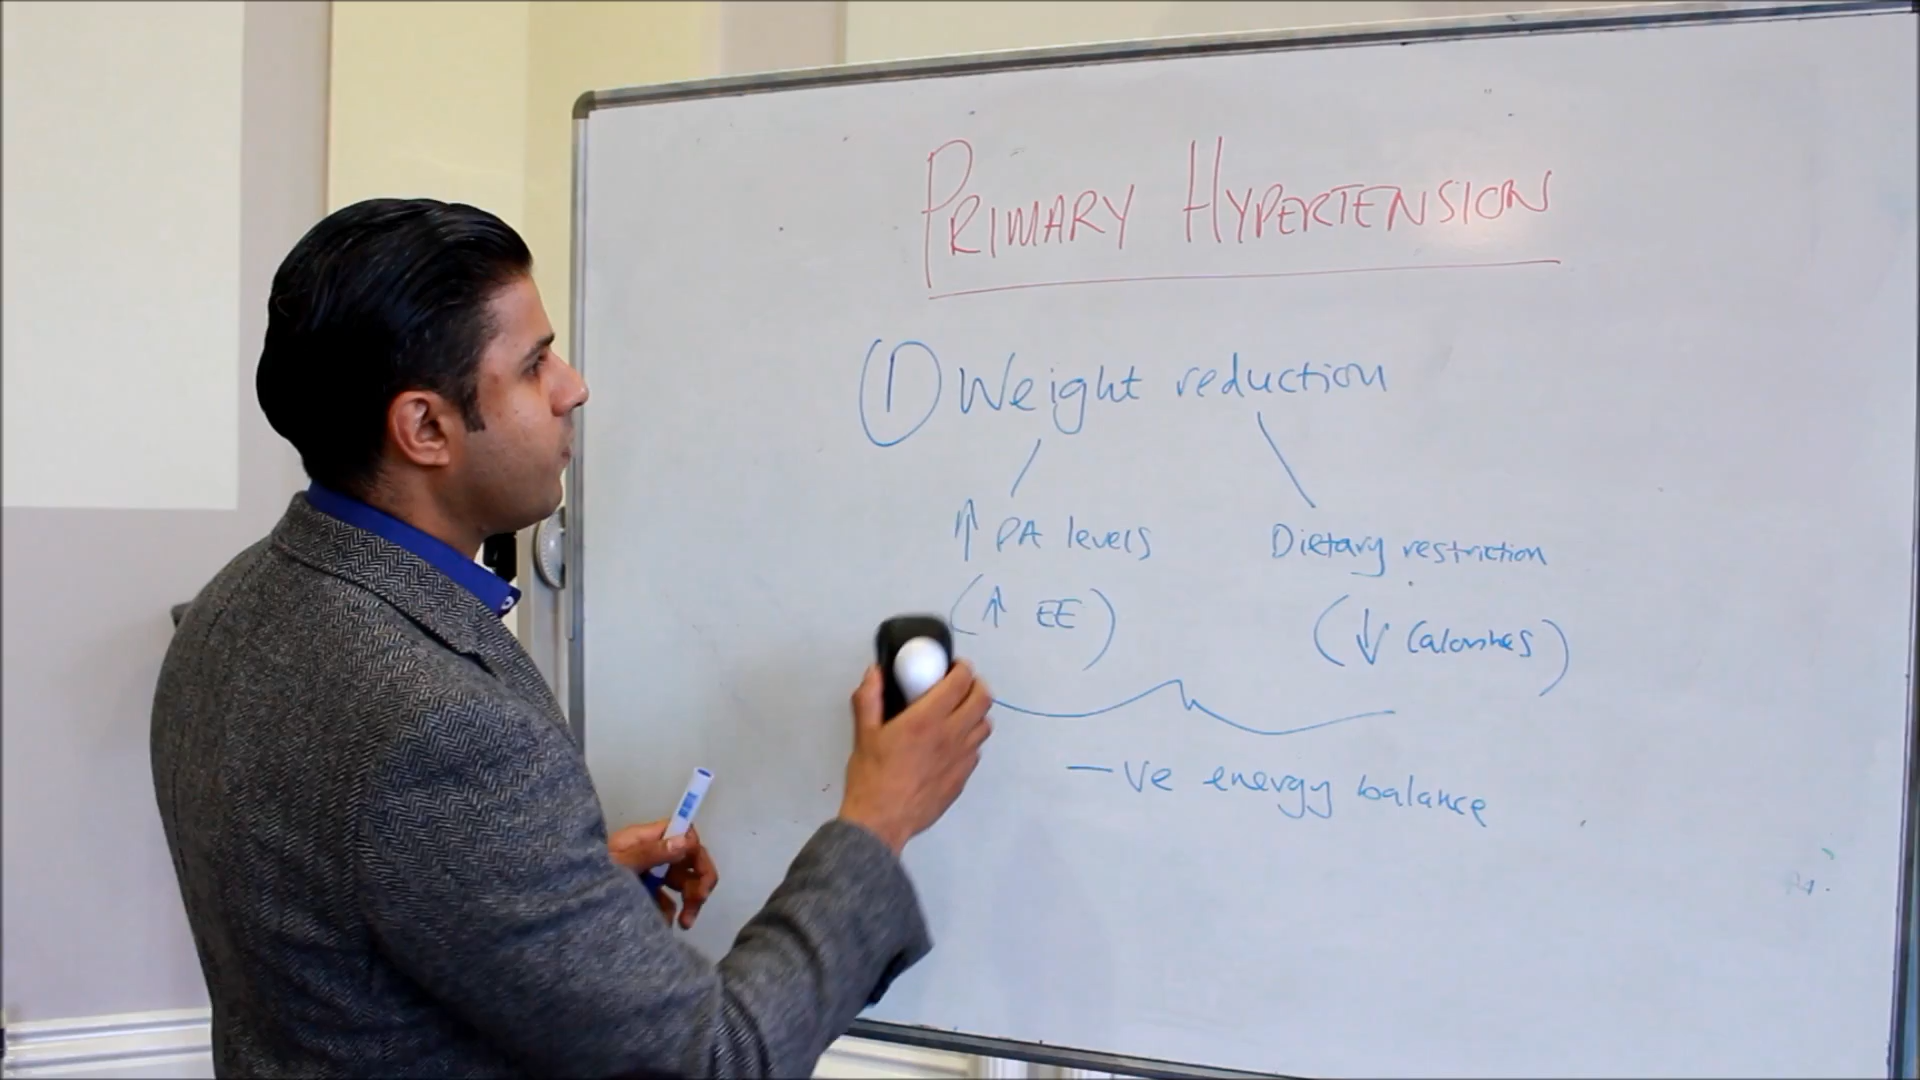 PRIMARY HYPERTENSION
① Weight reduction
↑ PA levels Dietary restriction
(↑ EE) (↓ Calories)
-ve energy balance